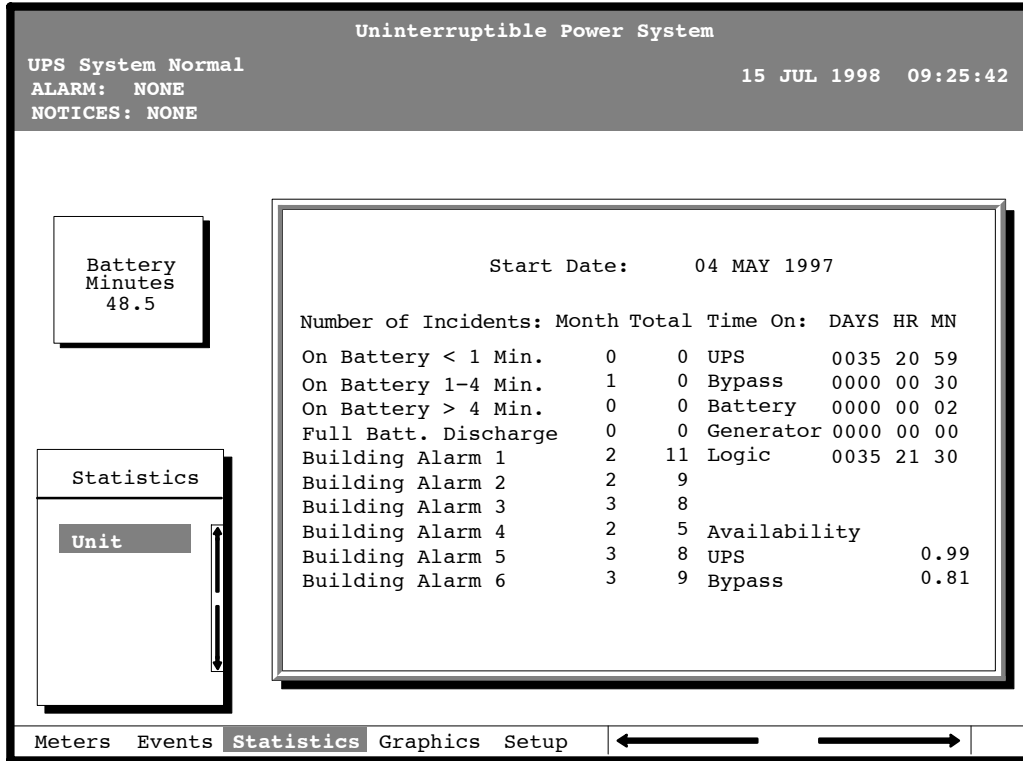 Uninterruptible Power System
UPS System Normal
ALARM: NONE
NOTICES: NONE
15 JUL 1998 09:25:42
Battery
Minutes
48.5
Start Date: 04 MAY 1997
Number of Incidents: Month Total Time On: DAYS HR MN
On Battery < 1 Min. 0 0 UPS 0035 20 59
On Battery 1–4 Min. 1 0 Bypass 0000 00 30
On Battery > 4 Min. 0 0 Battery 0000 00 02
Full Batt. Discharge 0 0 Generator 0000 00 00
Building Alarm 1 2 11 Logic 0035 21 30
Building Alarm 2 2 9
Building Alarm 3 3 8
Building Alarm 4 2 5 Availability
Building Alarm 5 3 8 UPS 0.99
Building Alarm 6 3 9 Bypass 0.81
Statistics
Unit
Meters Events Statistics Graphics Setup